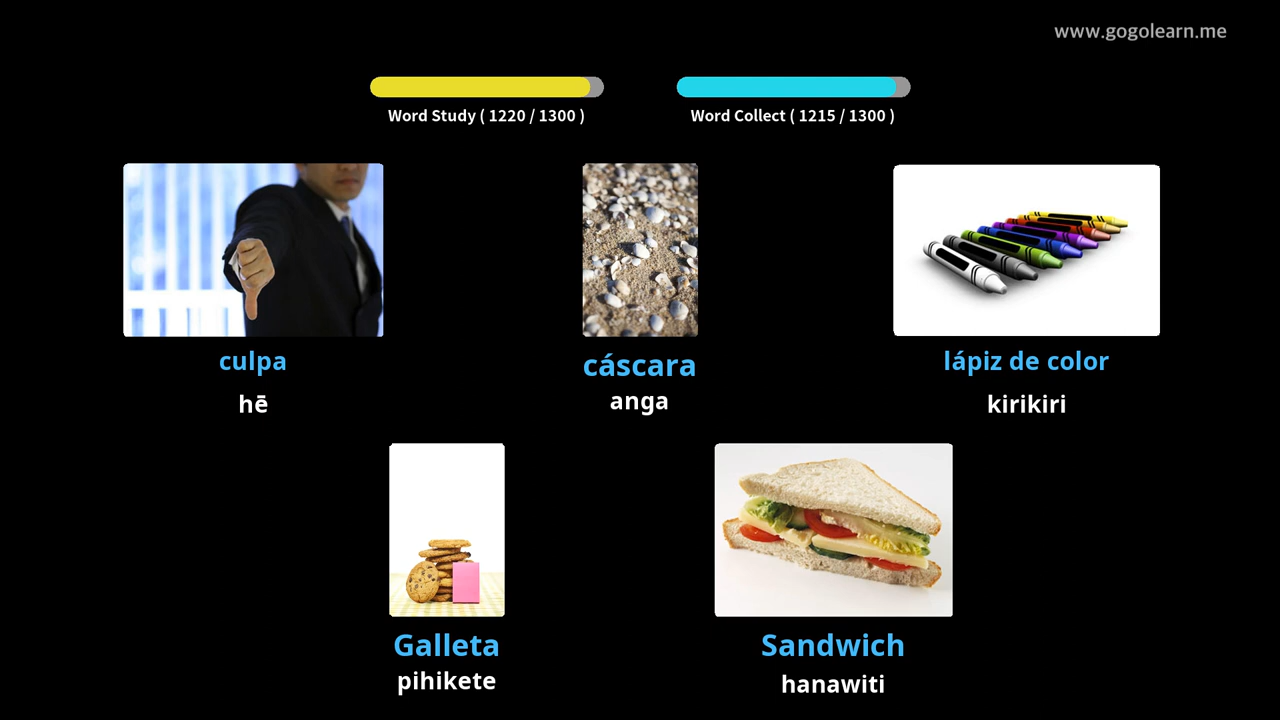 www.gogolearn.me
Word Study ( 1220 / 1300 )
Word Collect ( 1215 / 1300 )
culpa
hē
cáscara
anga
lápiz de color
kirikiri
Galleta
pihikete
Sandwich
hanawiti